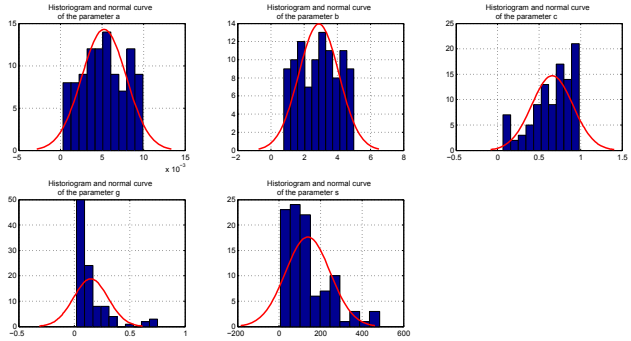 Historiogram and normal curve
of the parameter a
15
10
5
0
−5 0 5 10 15
x 10⁻³
Historiogram and normal curve
of the parameter b
14
12
10
8
6
4
2
0
−2 0 2 4 6 8
Historiogram and normal curve
of the parameter c
25
20
15
10
5
0
−0.5 0 0.5 1 1.5
Historiogram and normal curve
of the parameter g
50
40
30
20
10
0
−0.5 0 0.5 1
Historiogram and normal curve
of the parameter s
25
20
15
10
5
0
−200 0 200 400 600